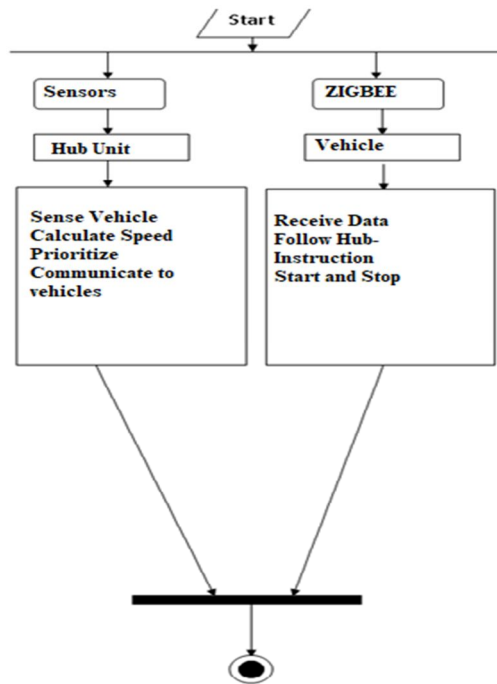 Start
Sensors
ZIGBEE
Hub Unit
Vehicle
Sense Vehicle
Calculate Speed
Prioritize
Communicate to
vehicles
Receive Data
Follow Hub-
Instruction
Start and Stop